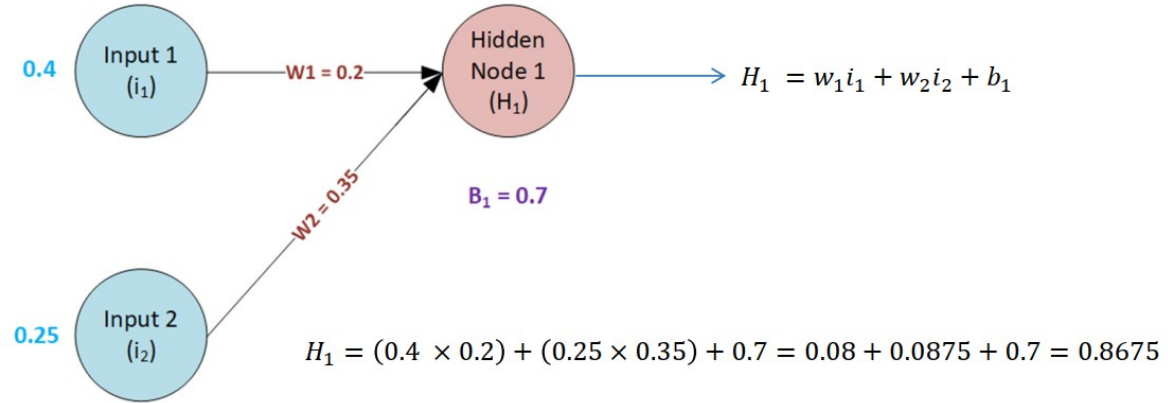 0.4
Input 1
(i₁)
W1 = 0.2
Hidden
Node 1
(H₁)
H₁ = w₁i₁ + w₂i₂ + b₁
W2 = 0.35
B₁ = 0.7
0.25
Input 2
(i₂)
H₁ = (0.4 × 0.2) + (0.25 × 0.35) + 0.7 = 0.08 + 0.0875 + 0.7 = 0.8675